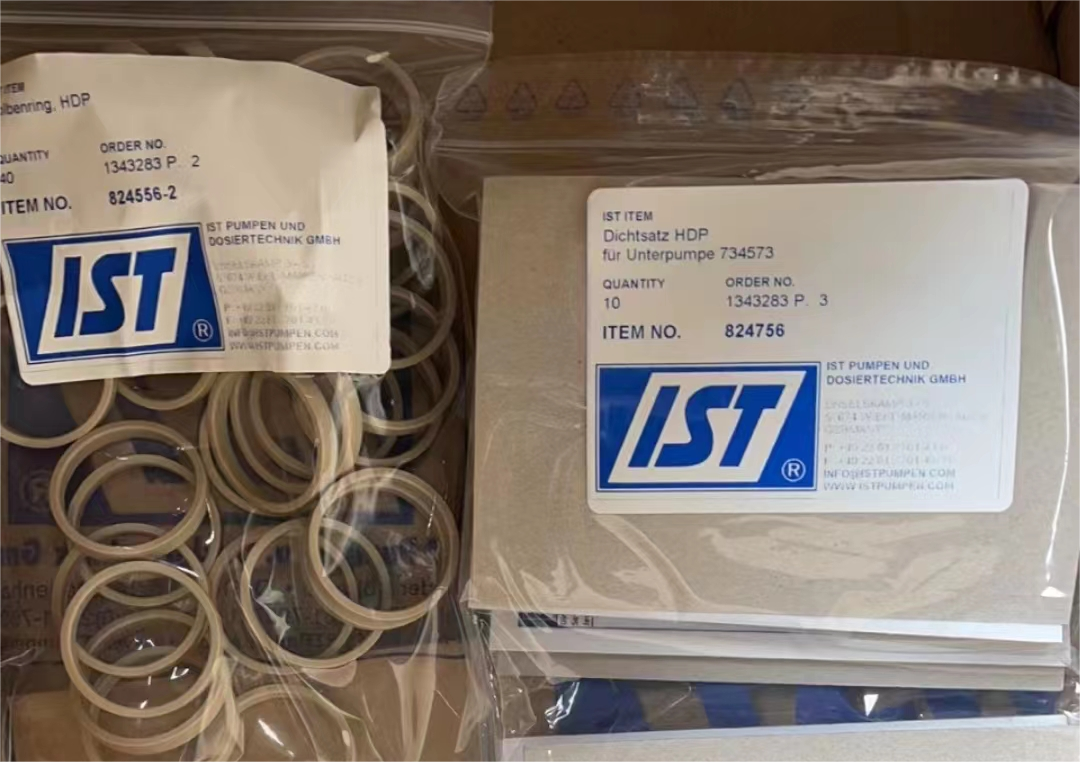 IST ITEM
olbenring, HDP
QUANTITY
40
ORDER NO.
1343283 P. 2
ITEM NO.
824556-2
IST PUMPEN UND
DOSIERTECHNIK GMBH
INFO@ISTPUMPEN.COM
WWW.ISTPUMPEN.COM
IST
®
IST ITEM
Dichtsatz HDP
für Unterpumpe 734573
QUANTITY
10
ORDER NO.
1343283 P. 3
ITEM NO.
824756
IST PUMPEN UND
DOSIERTECHNIK GMBH
INFO@ISTPUMPEN.COM
WWW.ISTPUMPEN.COM
IST
®